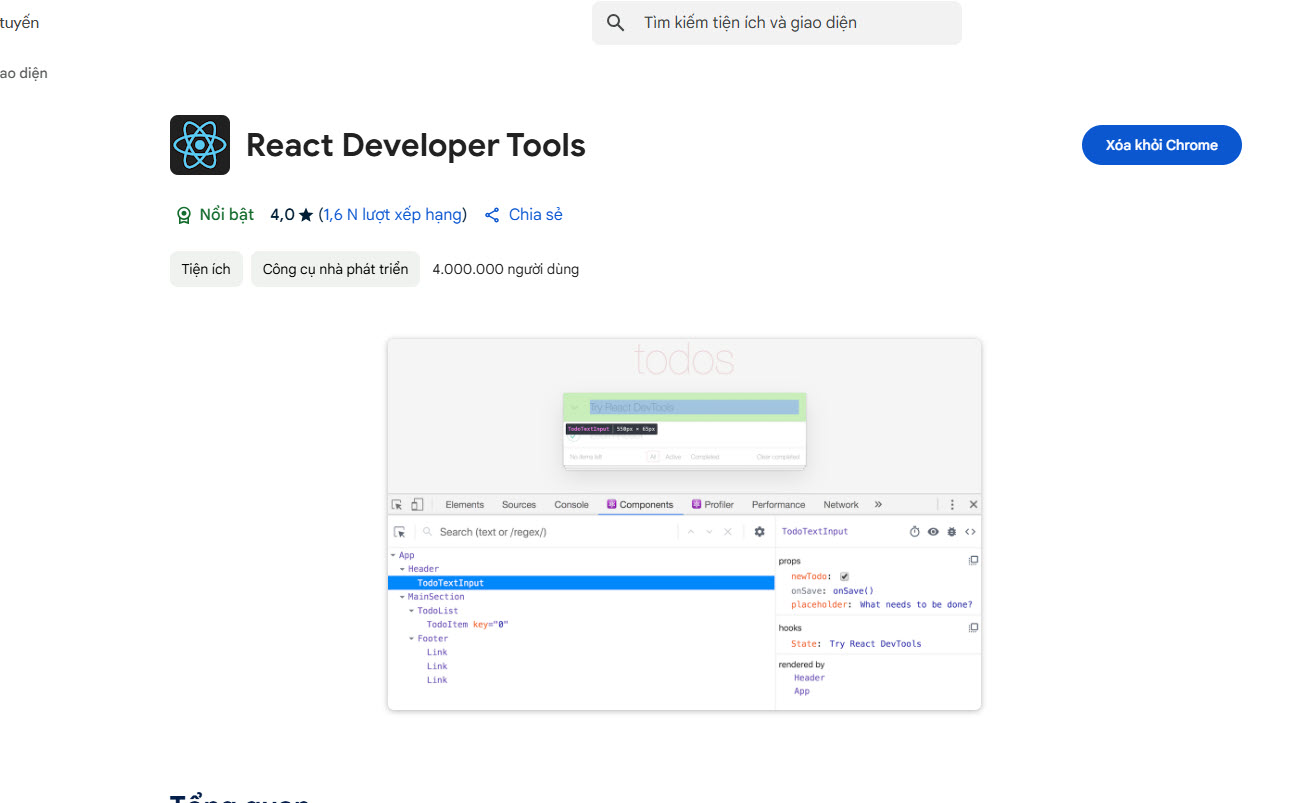 tuyến
Tìm kiếm tiện ích và giao diện
ao diện
React Developer Tools
Xóa khỏi Chrome
Nổi bật 4,0 ★ (1,6 N lượt xếp hạng) Chia sẻ
Tiện ích Công cụ nhà phát triển 4.000.000 người dùng
todos
Try React DevTools
TodoTextInput | 550px × 65px
No items left All Active Completed Clear completed
Elements Sources Console Components Profiler Performance Network »
Search (text or /regex/)
TodoTextInput
App
Header
TodoTextInput
MainSection
TodoList
TodoItem key="0"
Footer
Link
Link
Link
props
newTodo:
onSave: onSave()
placeholder: What needs to be done?
hooks
State: Try React DevTools
rendered by
Header
App
Tổng quan